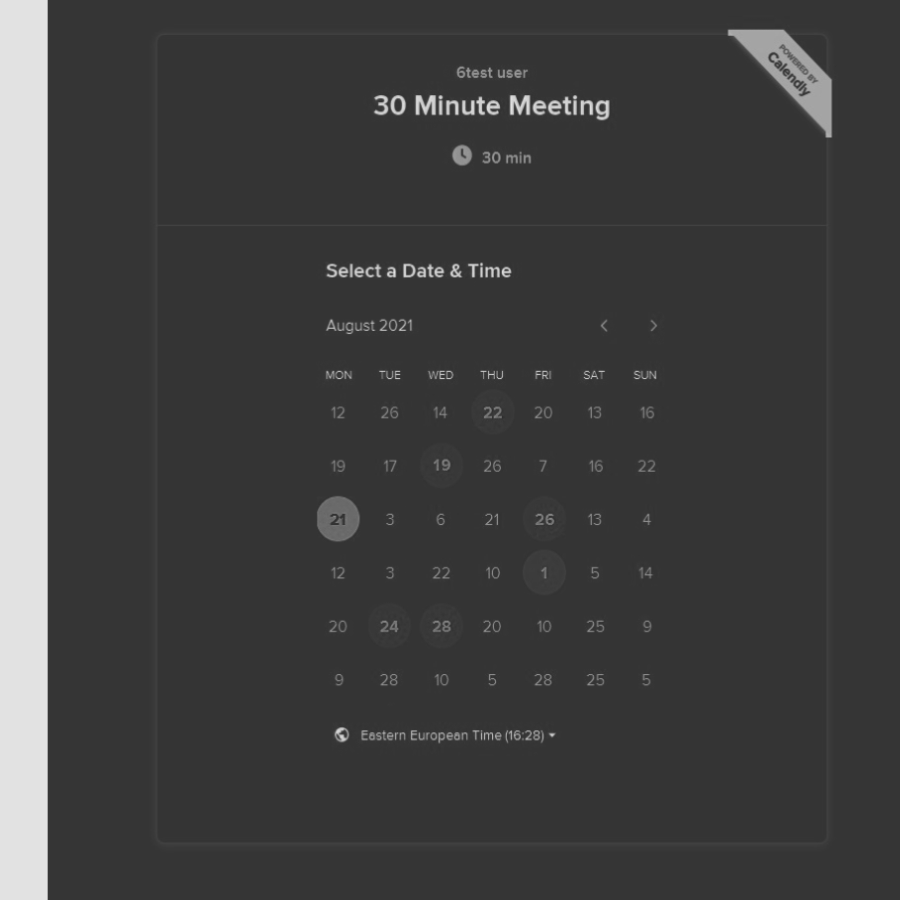 POWERED BY
Calendly
6test user
30 Minute Meeting
30 min
Select a Date & Time
August 2021
MON TUE WED THU FRI SAT SUN
12 26 14 22 20 13 16
19 17 19 26 7 16 22
21 3 6 21 26 13 4
12 3 22 10 1 5 14
20 24 28 20 10 25 9
9 28 10 5 28 25 5
Eastern European Time (16:28)